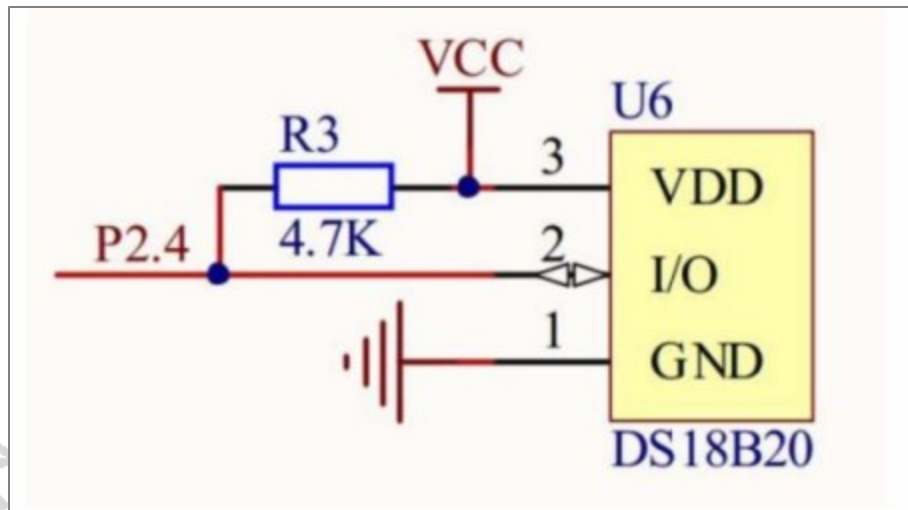 VCC
U6
R3
3
VDD
4.7K
P2.4
2
I/O
1
GND
DS18B20